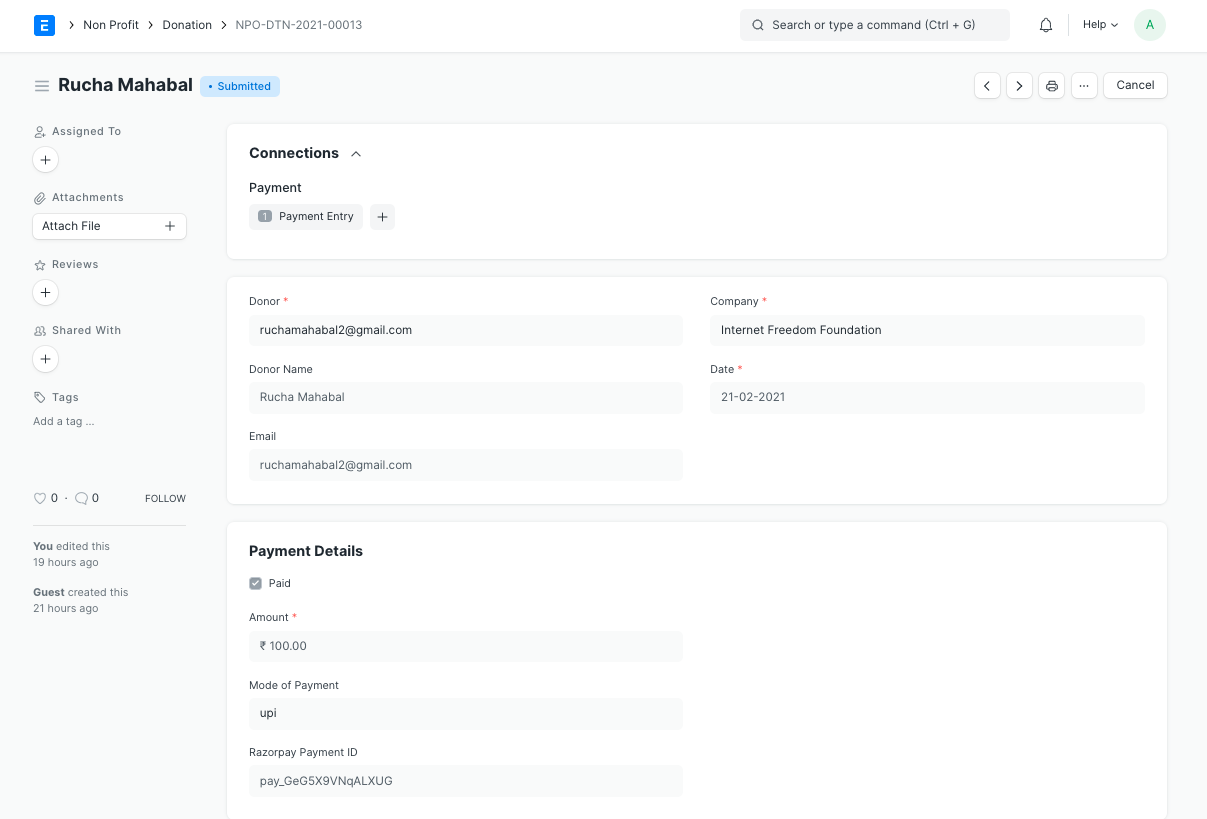 E Non Profit Donation NPO-DTN-2021-00013 Search or type a command (Ctrl + G) Help A
Rucha Mahabal • Submitted ... Cancel
Assigned To
+
Attachments
Attach File +
Reviews
+
Shared With
+
Tags
Add a tag ...
0 · 0 FOLLOW
You edited this
19 hours ago
Guest created this
21 hours ago
Connections
Payment
1 Payment Entry +
Donor *
ruchamahabal2@gmail.com
Donor Name
Rucha Mahabal
Email
ruchamahabal2@gmail.com
Company *
Internet Freedom Foundation
Date *
21-02-2021
Payment Details
Paid
Amount *
₹ 100.00
Mode of Payment
upi
Razorpay Payment ID
pay_GeG5X9VNqALXUG